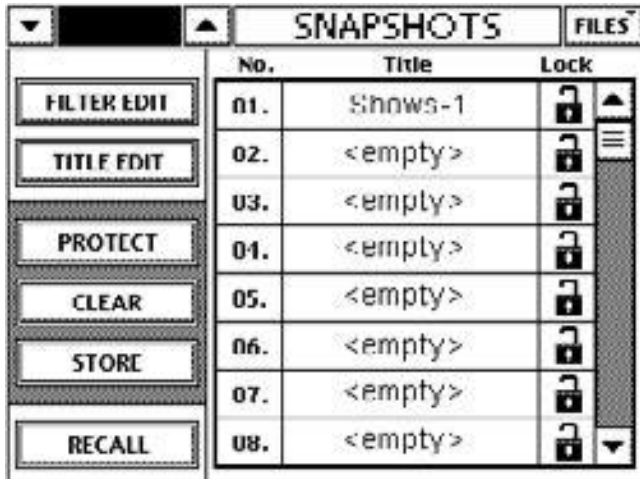 SNAPSHOTS FILES
No. Title Lock
FILTER EDIT
TITLE EDIT
PROTECT
CLEAR
STORE
RECALL
01. Shows-1
02. <empty>
03. <empty>
04. <empty>
05. <empty>
06. <empty>
07. <empty>
08. <empty>